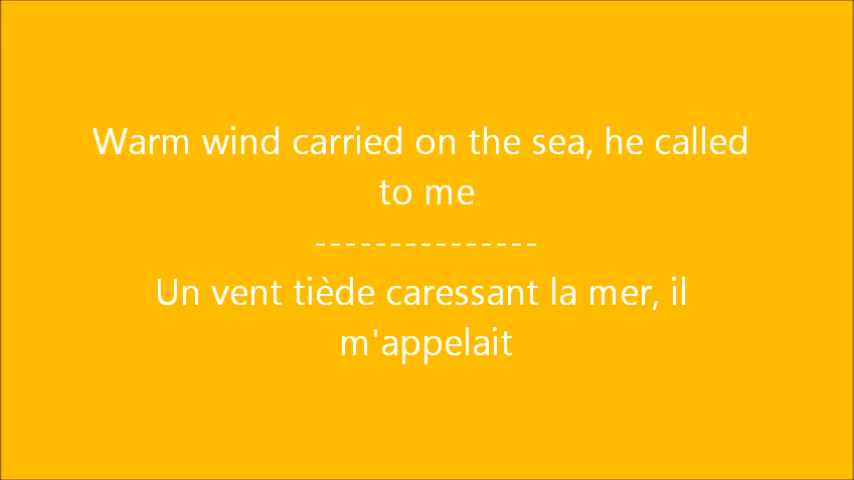 Warm wind carried on the sea, he called
to me
---------------
Un vent tiède caressant la mer, il
m'appelait